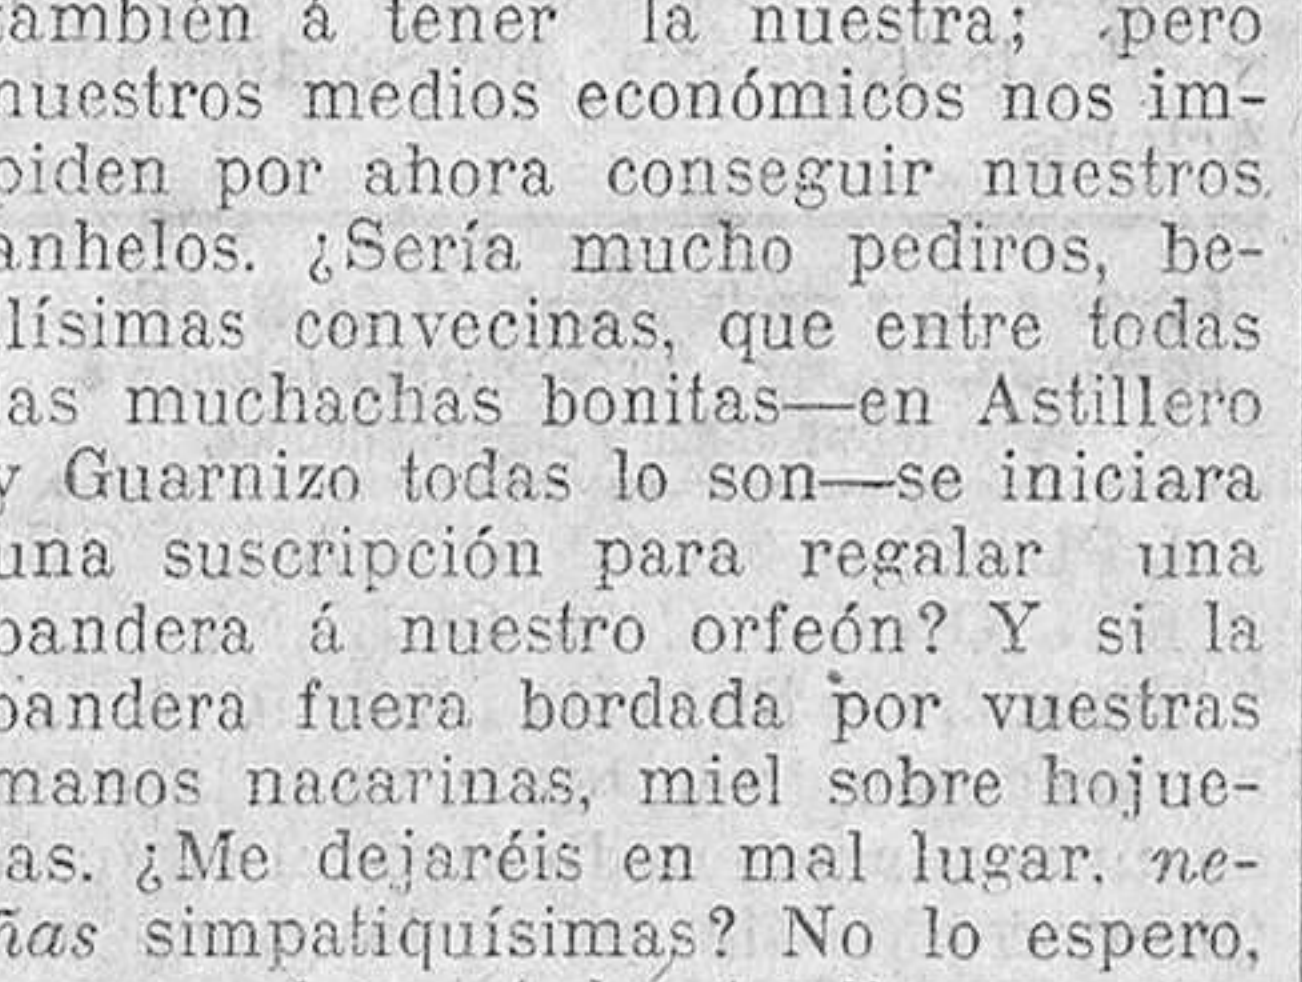 también á tener la nuestra; pero
nuestros medios económicos nos im-
piden por ahora conseguir nuestros
anhelos. ¿Sería mucho pediros, be-
llísimas convecinas, que entre todas
las muchachas bonitas—en Astillero
y Guarnizo todas lo son—se iniciara
una suscripción para regalar una
bandera á nuestro orfeón? Y si la
bandera fuera bordada por vuestras
manos nacarinas, miel sobre hojue-
las. ¿Me dejaréis en mal lugar, ne-
ñas simpatiquísimas? No lo espero,